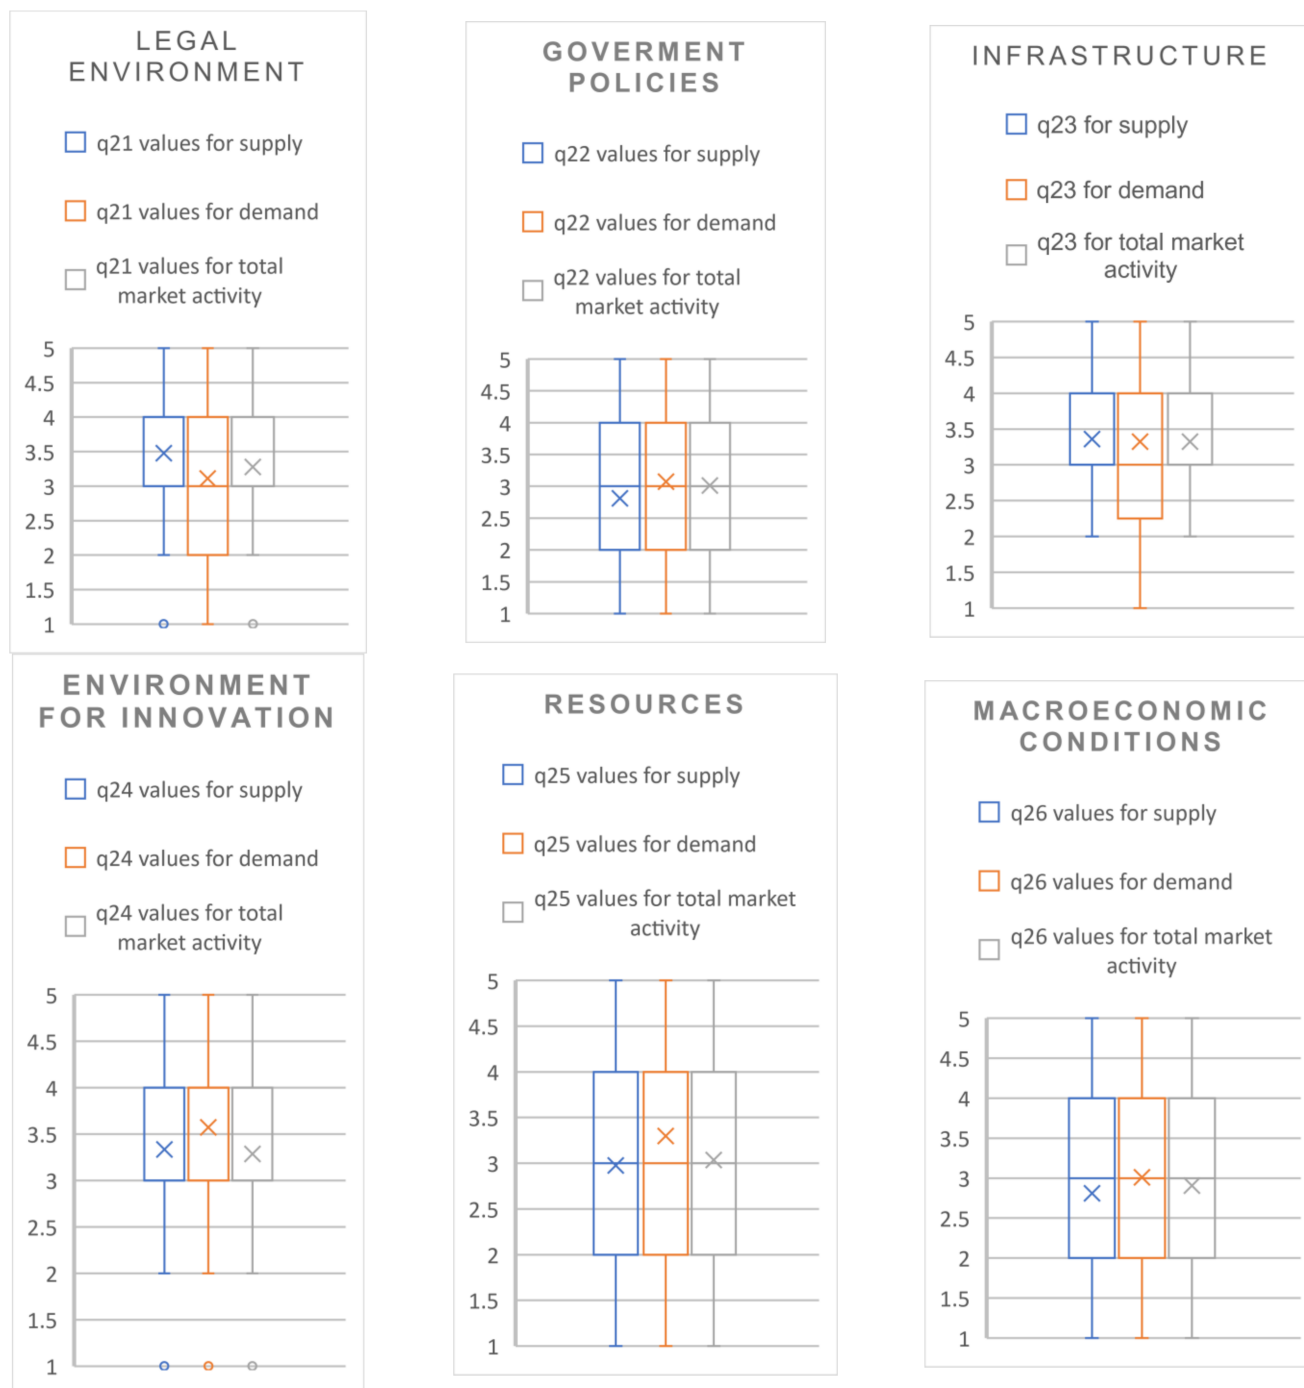 LEGAL
ENVIRONMENT
q21 values for supply
q21 values for demand
q21 values for total
market activity
5
4.5
4
3.5
3
2.5
2
1.5
1
GOVERMENT
POLICIES
q22 values for supply
q22 values for demand
q22 values for total
market activity
5
4.5
4
3.5
3
2.5
2
1.5
1
INFRASTRUCTURE
q23 for supply
q23 for demand
q23 for total market
activity
5
4.5
4
3.5
3
2.5
2
1.5
1
ENVIRONMENT
FOR INNOVATION
q24 values for supply
q24 values for demand
q24 values for total
market activity
5
4.5
4
3.5
3
2.5
2
1.5
1
RESOURCES
q25 values for supply
q25 values for demand
q25 values for total market
activity
5
4.5
4
3.5
3
2.5
2
1.5
1
MACROECONOMIC
CONDITIONS
q26 values for supply
q26 values for demand
q26 values for total market
activity
5
4.5
4
3.5
3
2.5
2
1.5
1